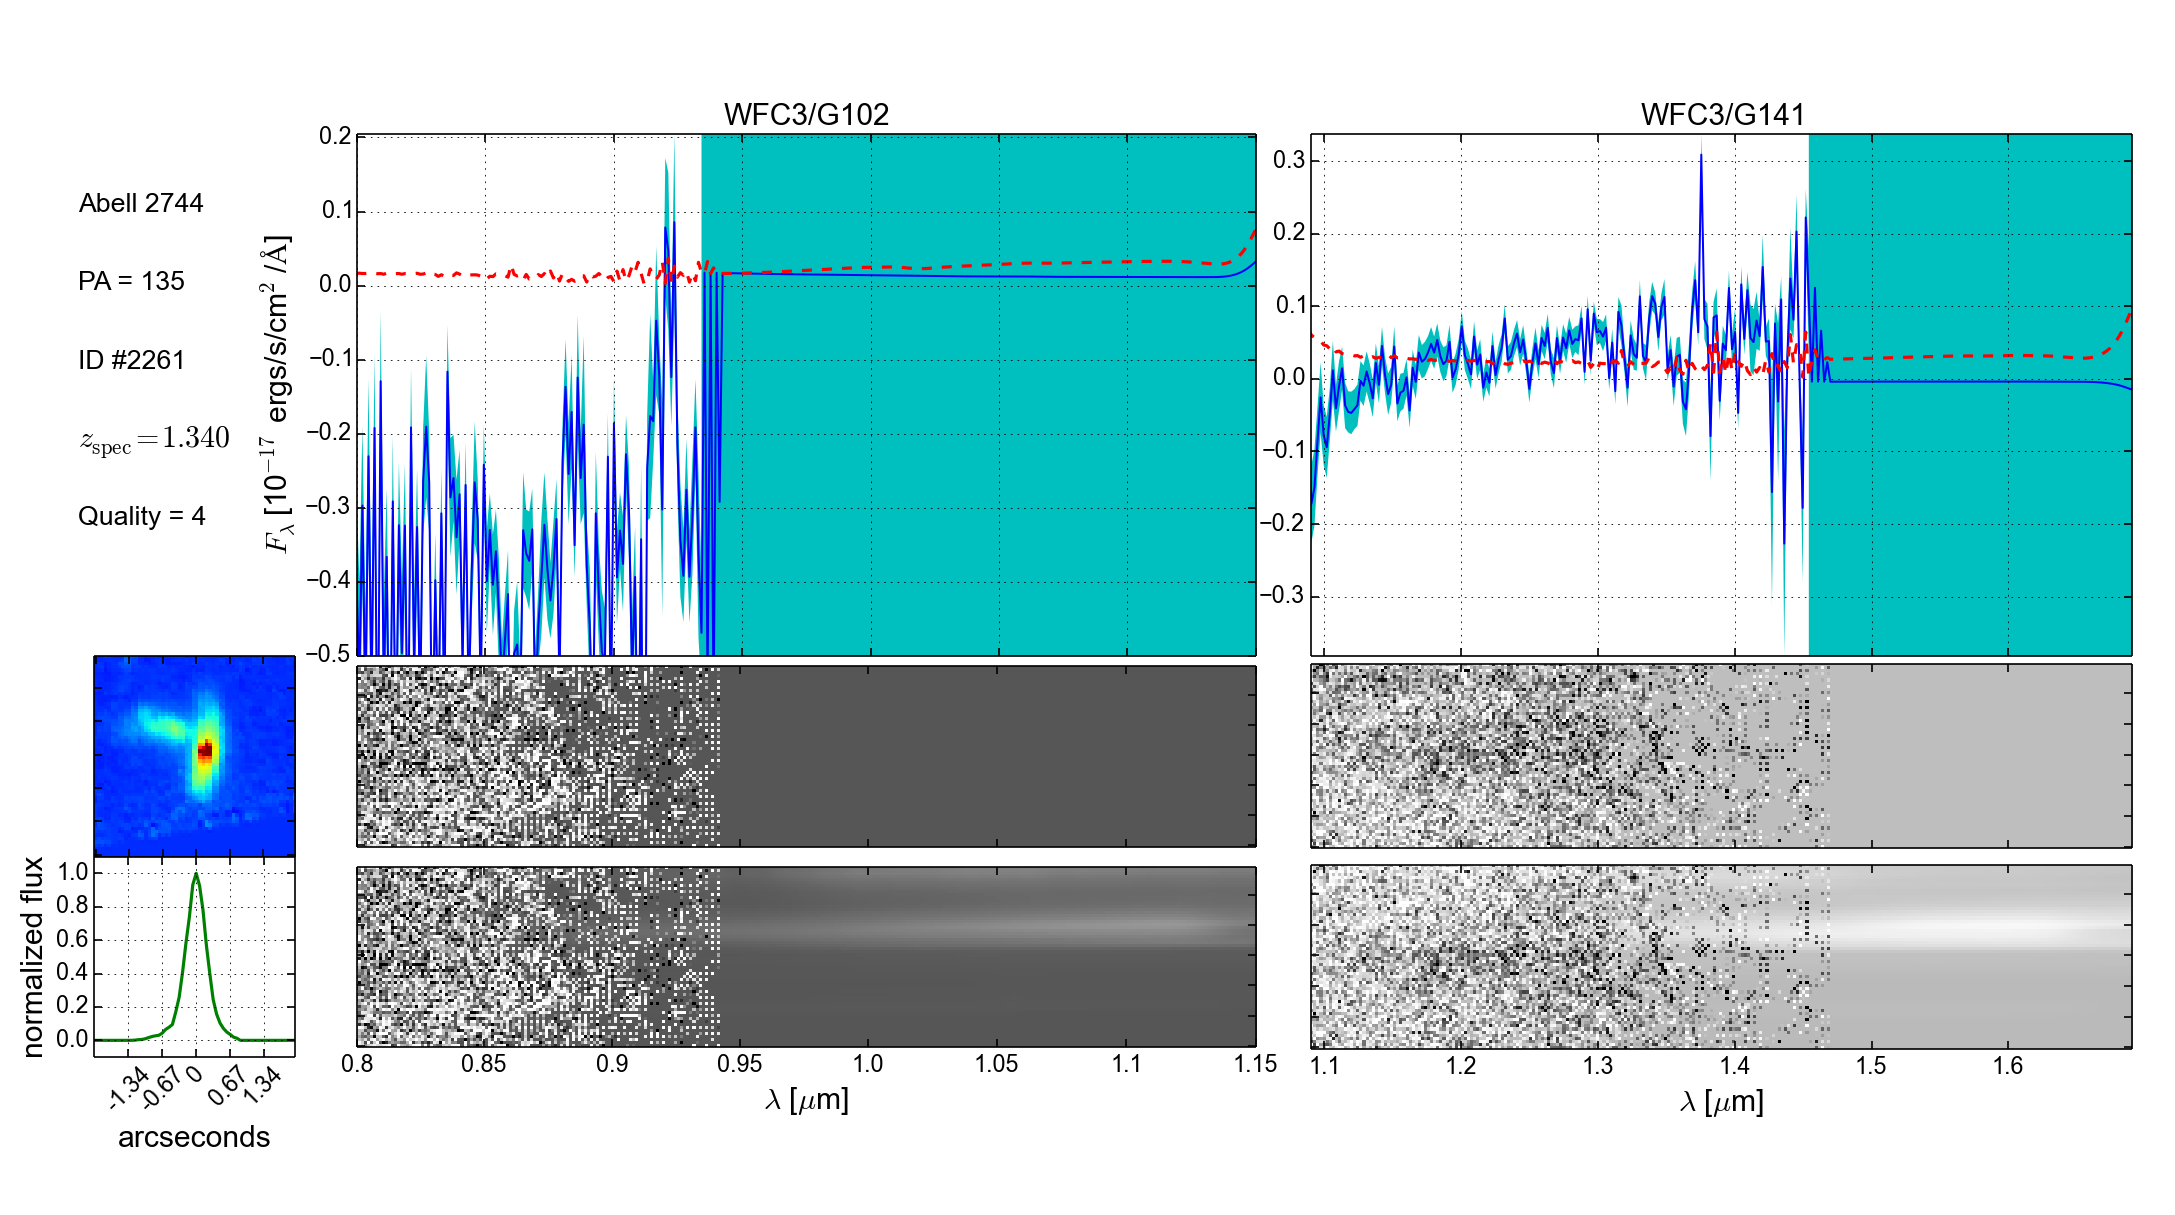 WFC3/G102
WFC3/G141
Abell 2744
PA = 135
ID #2261
z_spec = 1.340
Quality = 4
F_λ [10^−17 ergs/s/cm^2 /Å]
0.2
0.1
0.0
−0.1
−0.2
−0.3
−0.4
−0.5
0.3
0.2
0.1
0.0
−0.1
−0.2
−0.3
normalized flux
1.0
0.8
0.6
0.4
0.2
0.0
-1.34 -0.67 0 0.67 1.34
arcseconds
0.8 0.85 0.9 0.95 1.0 1.05 1.1 1.15
λ [μm]
1.1 1.2 1.3 1.4 1.5 1.6
λ [μm]